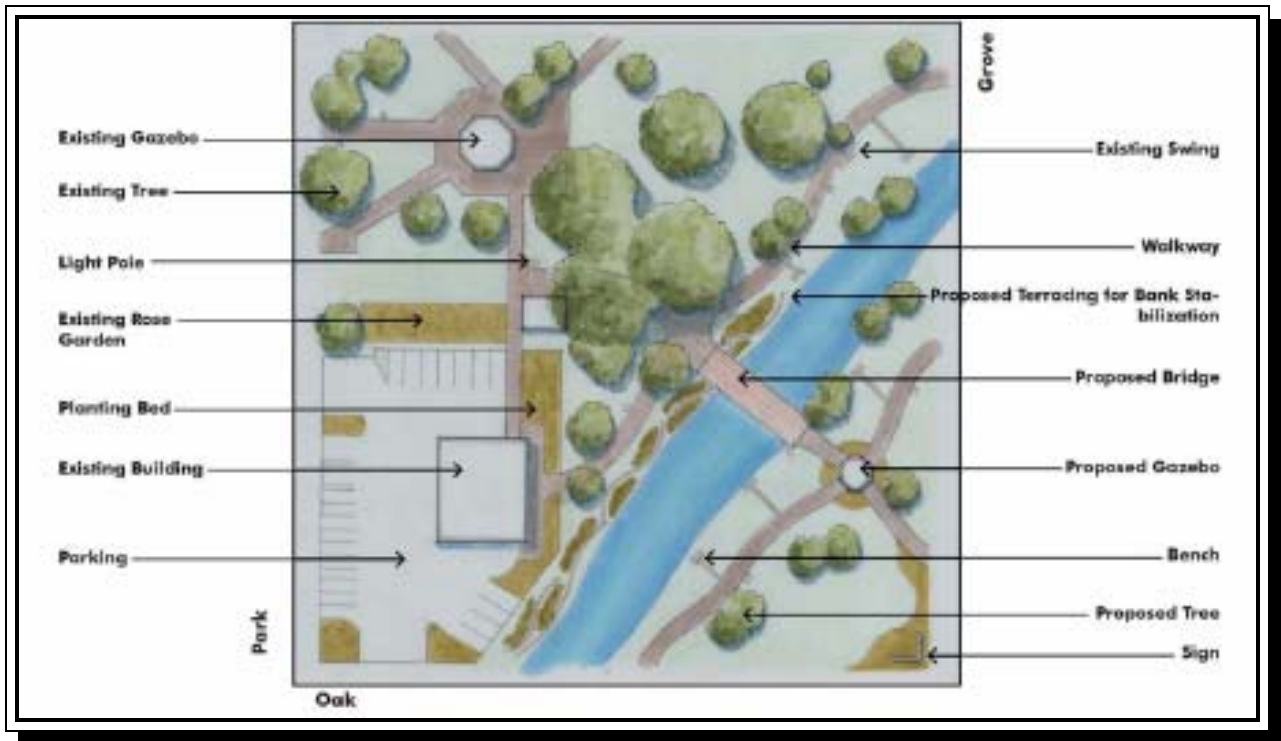 Grove
Existing Gazebo
Existing Swing
Existing Tree
Walkway
Light Pole
Proposed Terracing for Bank Sta-
bilization
Existing Rose
Garden
Proposed Bridge
Planting Bed
Existing Building
Proposed Gazebo
Parking
Bench
Proposed Tree
Park
Sign
Oak